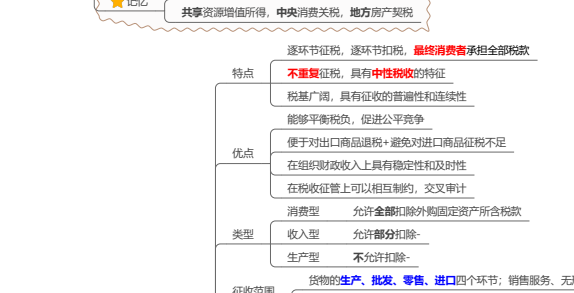 记忆
共享资源增值所得，中央消费关税，地方房产契税
逐环节征税，逐环节扣税，最终消费者承担全部税款
特点
不重复征税，具有中性税收的特征
税基广阔，具有征收的普遍性和连续性
能够平衡税负，促进公平竞争
便于对出口商品退税+避免对进口商品征税不足
优点
在组织财政收入上具有稳定性和及时性
在税收征管上可以相互制约，交叉审计
消费型 允许全部扣除外购固定资产所含税款
类型 收入型 允许部分扣除-
生产型 不允许扣除-
货物的生产、批发、零售、进口四个环节；销售服务、无
征收范围